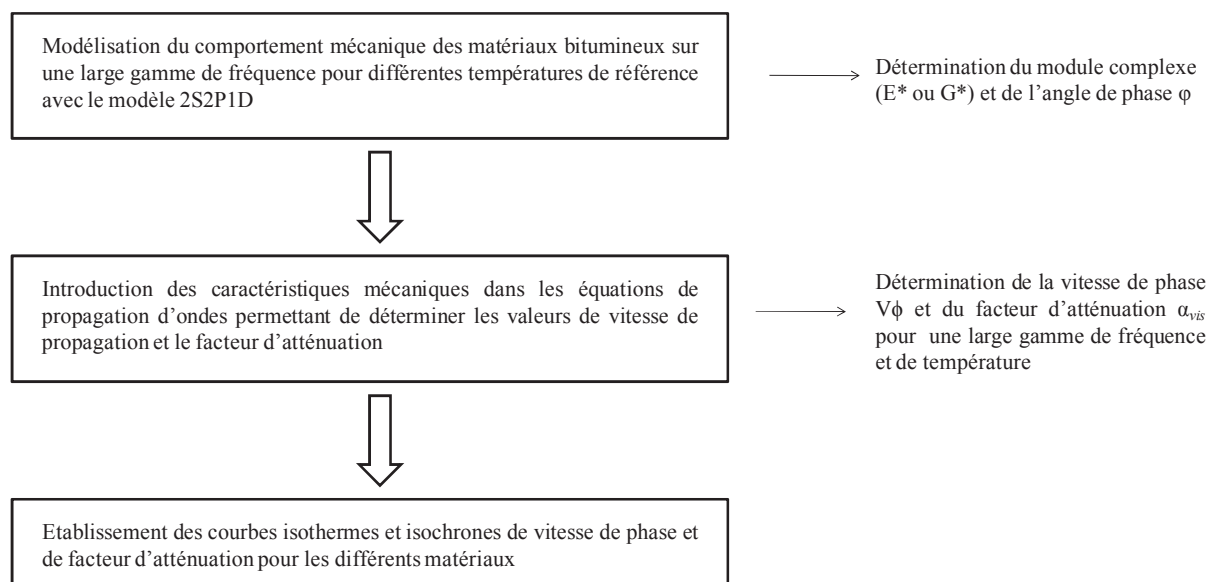 Modélisation du comportement mécanique des matériaux bitumineux sur
une large gamme de fréquence pour différentes températures de référence
avec le modèle 2S2P1D
Détermination du module complexe
(E* ou G*) et de l'angle de phase φ
Introduction des caractéristiques mécaniques dans les équations de
propagation d'ondes permettant de déterminer les valeurs de vitesse de
propagation et le facteur d'atténuation
Détermination de la vitesse de phase
Vϕ et du facteur d'atténuation αvis
pour une large gamme de fréquence
et de température
Etablissement des courbes isothermes et isochrones de vitesse de phase et
de facteur d'atténuation pour les différents matériaux